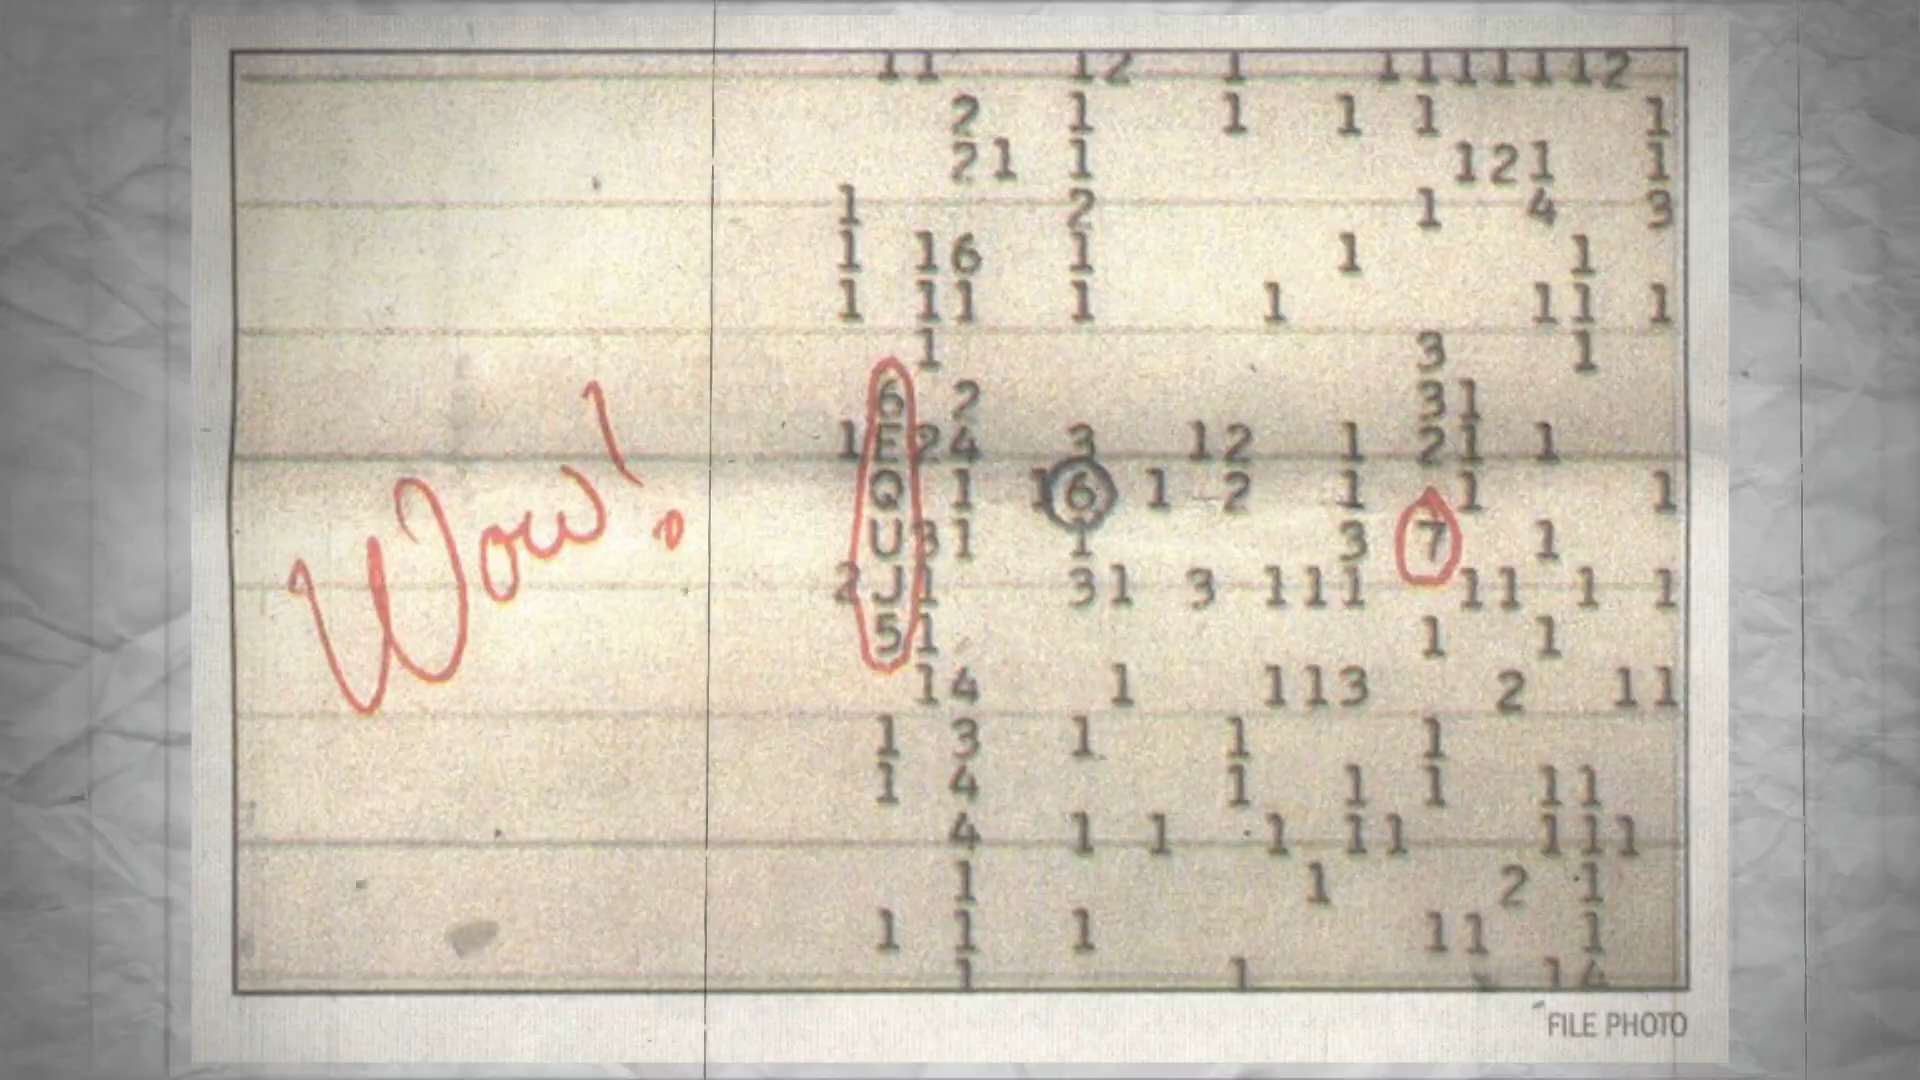 11 12 1 1111112
2 1 1 1 1 1
21 1 121 1
1 2 1 4 3
1 16 1 1 1
1 11 1 1 11 1
1 3 1
6 2 31
1E24 3 12 1 21 1
Q 1 16 1 2 1 1 1
U31 1 3 7 1
2J1 31 3 111 11 1 1
51 1 1
14 1 113 2 11
1 3 1 1 1
1 4 1 1 1 11
4 1 1 1 11 111
1 1 2 1
1 1 1 11 1
1 1 14
Wow!
FILE PHOTO